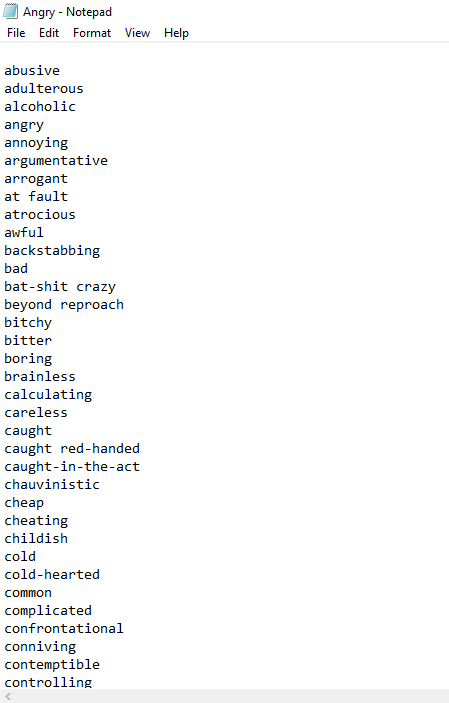 Angry - Notepad
File Edit Format View Help
abusive
adulterous
alcoholic
angry
annoying
argumentative
arrogant
at fault
atrocious
awful
backstabbing
bad
bat-shit crazy
beyond reproach
bitchy
bitter
boring
brainless
calculating
careless
caught
caught red-handed
caught-in-the-act
chauvinistic
cheap
cheating
childish
cold
cold-hearted
common
complicated
confrontational
conniving
contemptible
controlling